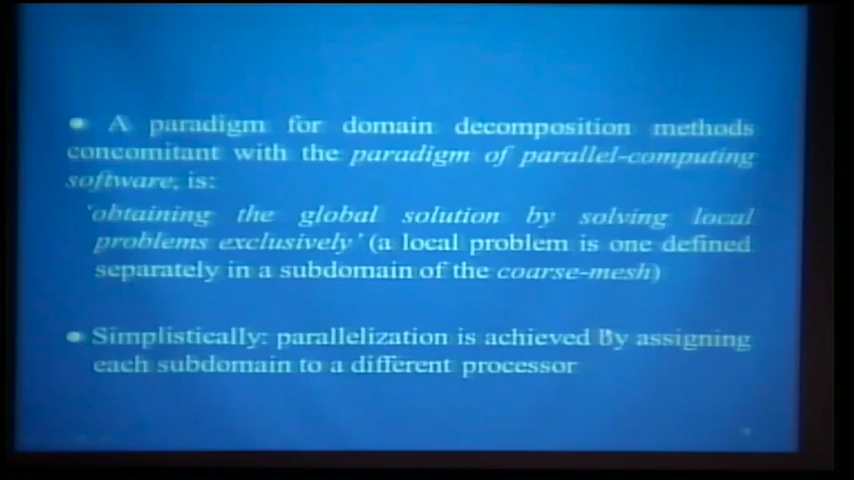 • A paradigm for domain decomposition methods
concomitant with the paradigm of parallel-computing
software, is:
'obtaining the global solution by solving local
problems exclusively' (a local problem is one defined
separately in a subdomain of the coarse-mesh)
• Simplistically: parallelization is achieved By assigning
each subdomain to a different processor